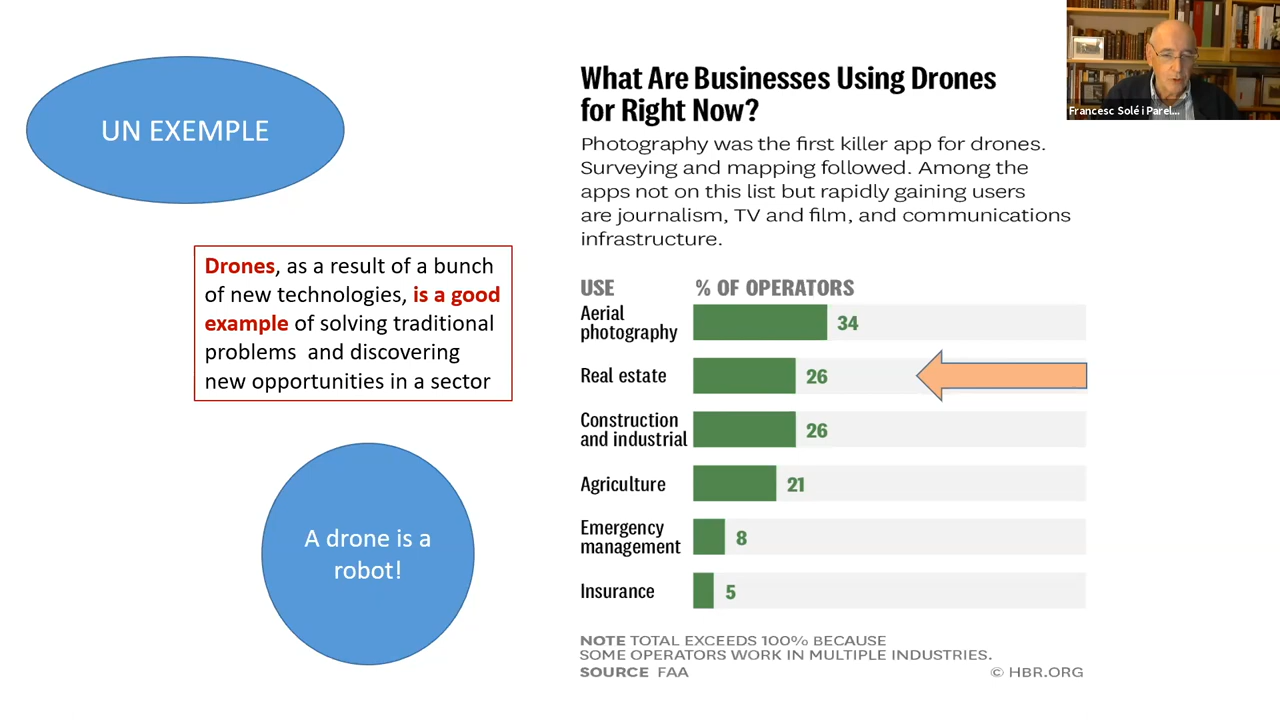 UN EXEMPLE
Drones, as a result of a bunch
of new technologies, is a good
example of solving traditional
problems and discovering
new opportunities in a sector
A drone is a
robot!
What Are Businesses Using Drones
for Right Now?
Photography was the first killer app for drones.
Surveying and mapping followed. Among the
apps not on this list but rapidly gaining users
are journalism, TV and film, and communications
infrastructure.
USE % OF OPERATORS
Aerial
photography 34
Real estate 26
Construction
and industrial 26
Agriculture 21
Emergency
management 8
Insurance 5
NOTE TOTAL EXCEEDS 100% BECAUSE
SOME OPERATORS WORK IN MULTIPLE INDUSTRIES.
SOURCE FAA © HBR.ORG
Francesc Solé i Parel...